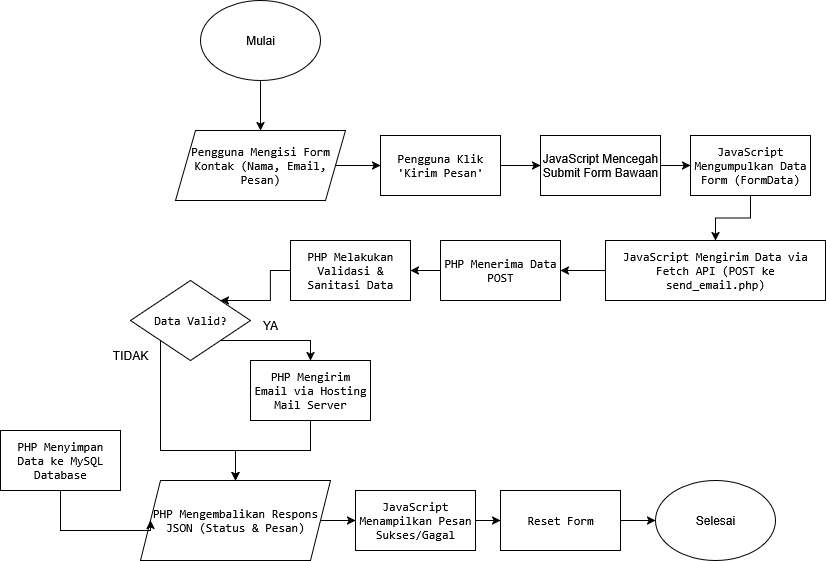 Mulai
Pengguna Mengisi Form
Kontak (Nama, Email,
Pesan)
Pengguna Klik
'Kirim Pesan'
JavaScript Mencegah
Submit Form Bawaan
JavaScript
Mengumpulkan Data
Form (FormData)
JavaScript Mengirim Data via
Fetch API (POST ke
send_email.php)
PHP Menerima Data
POST
PHP Melakukan
Validasi &
Sanitasi Data
Data Valid?
YA
TIDAK
PHP Mengirim
Email via Hosting
Mail Server
PHP Menyimpan
Data ke MySQL
Database
PHP Mengembalikan Respons
JSON (Status & Pesan)
JavaScript
Menampilkan Pesan
Sukses/Gagal
Reset Form
Selesai